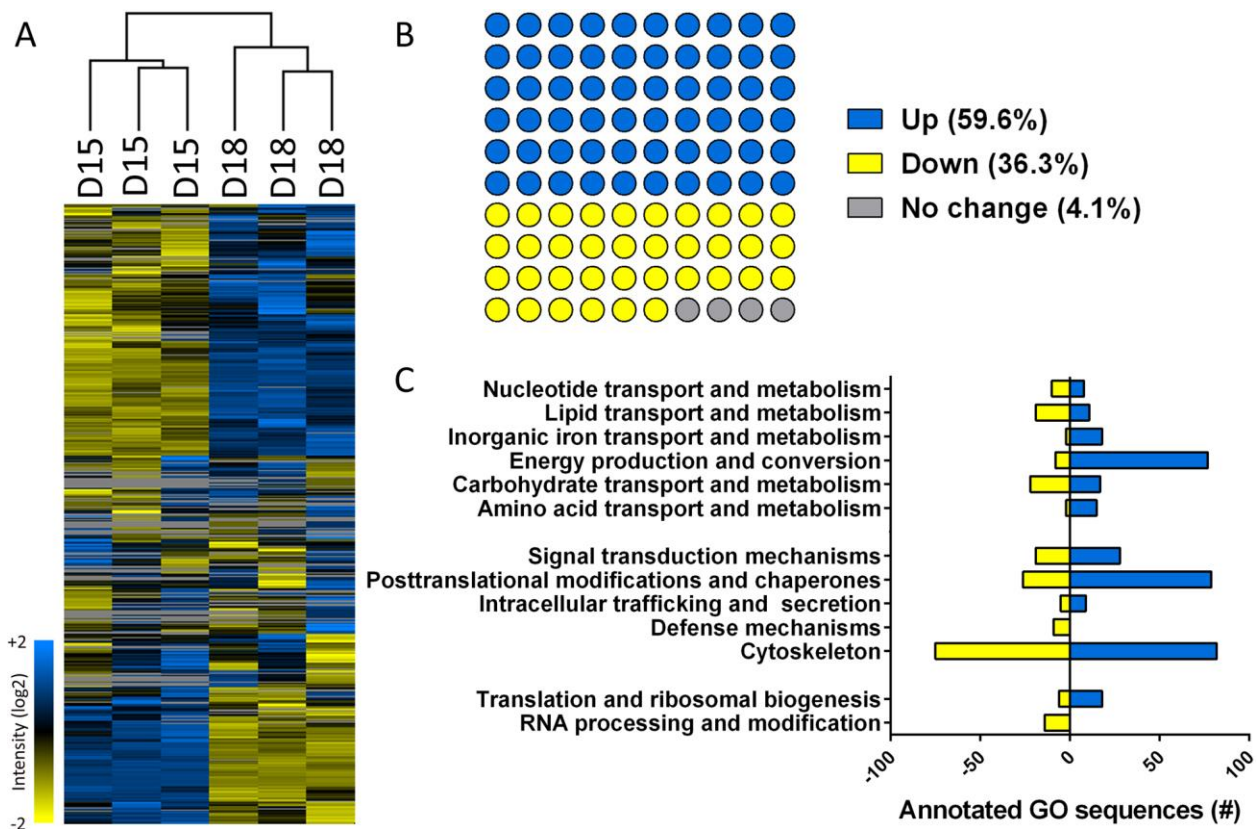 A
D15
D15
D15
D18
D18
D18
+2
Intensity (log2)
-2
B
Up (59.6%)
Down (36.3%)
No change (4.1%)
C
Nucleotide transport and metabolism
Lipid transport and metabolism
Inorganic iron transport and metabolism
Energy production and conversion
Carbohydrate transport and metabolism
Amino acid transport and metabolism
Signal transduction mechanisms
Posttranslational modifications and chaperones
Intracellular trafficking and secretion
Defense mechanisms
Cytoskeleton
Translation and ribosomal biogenesis
RNA processing and modification
-100
-50
0
50
100
Annotated GO sequences (#)